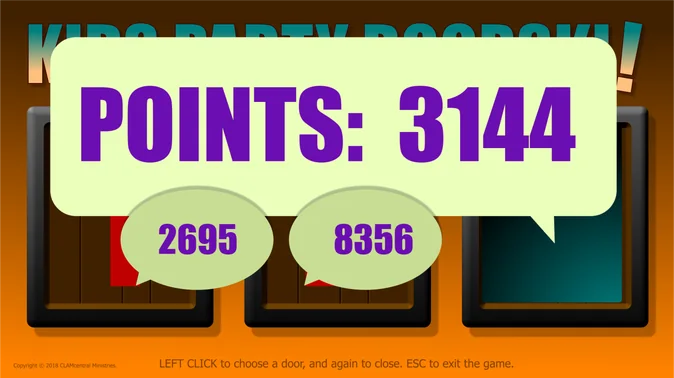 POINTS: 3144
2695
8356
LEFT CLICK to choose a door, and again to close. ESC to exit the game.
Copyright © 2018 CLAMcentral Ministries.